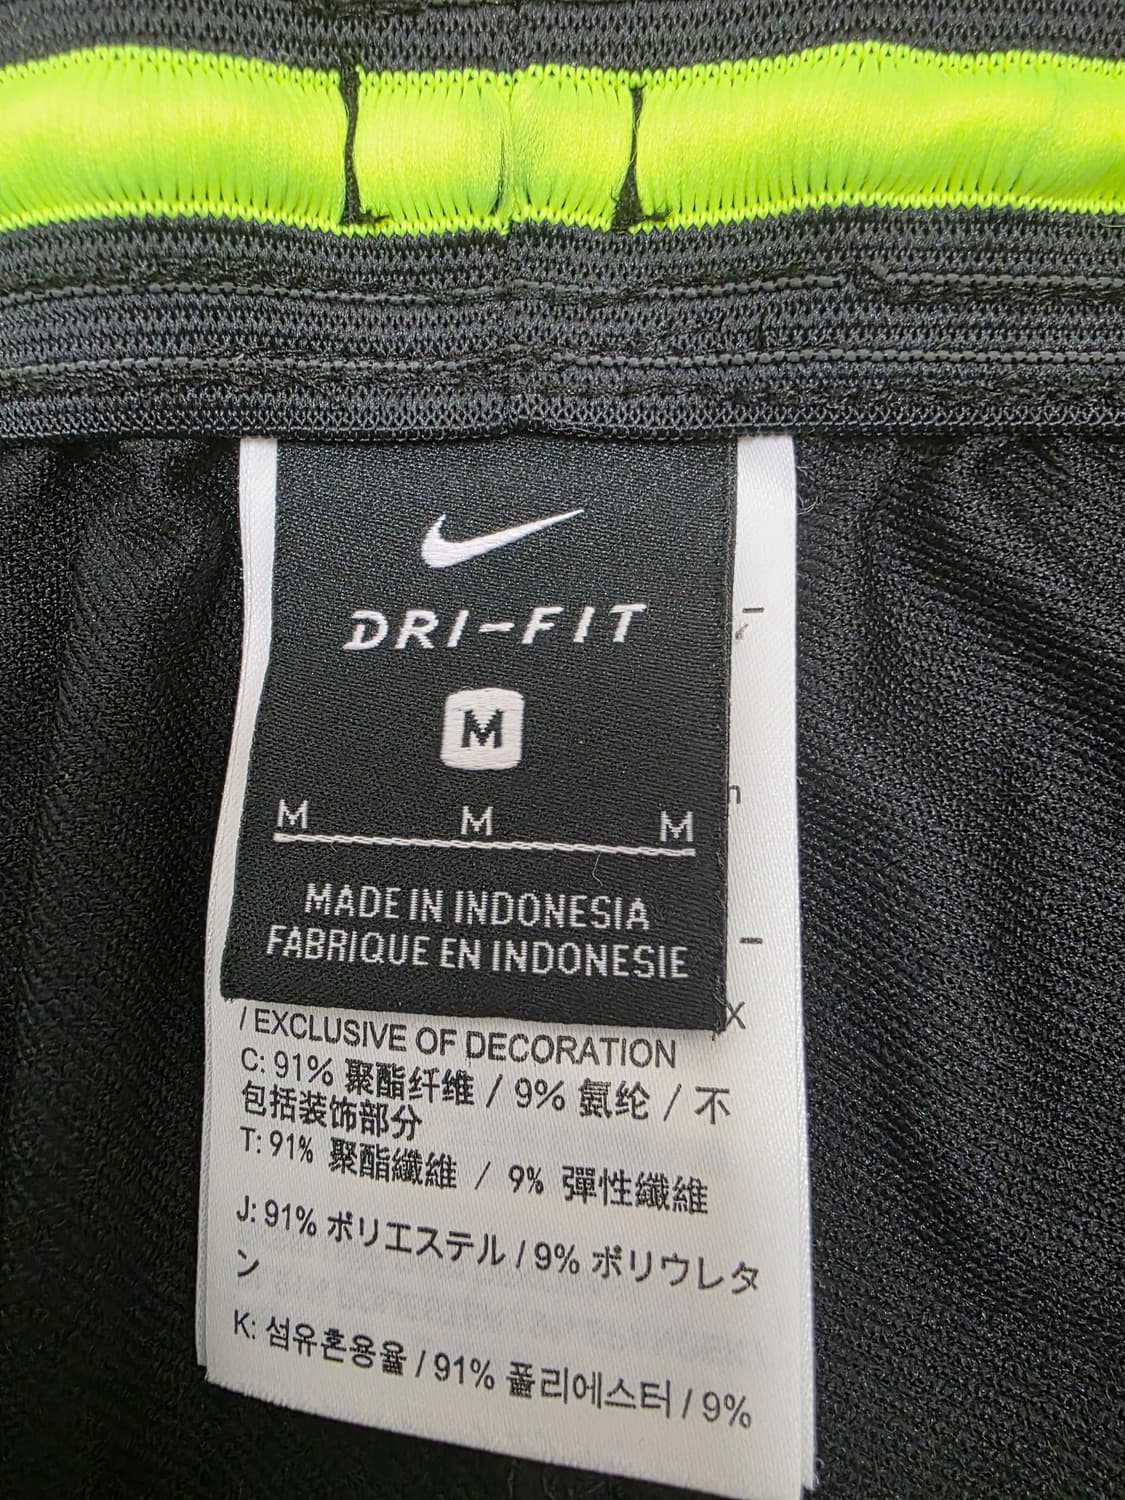 DRI-FIT
M
M M M
MADE IN INDONESIA
FABRIQUE EN INDONESIE
/ EXCLUSIVE OF DECORATION
C: 91% 聚酯纤维 / 9% 氨纶 / 不
包括装饰部分
T: 91% 聚酯纖維 / 9% 彈性纖維
J: 91% ポリエステル / 9% ポリウレタ
ン
K: 섬유혼용율 / 91% 폴리에스터 / 9%